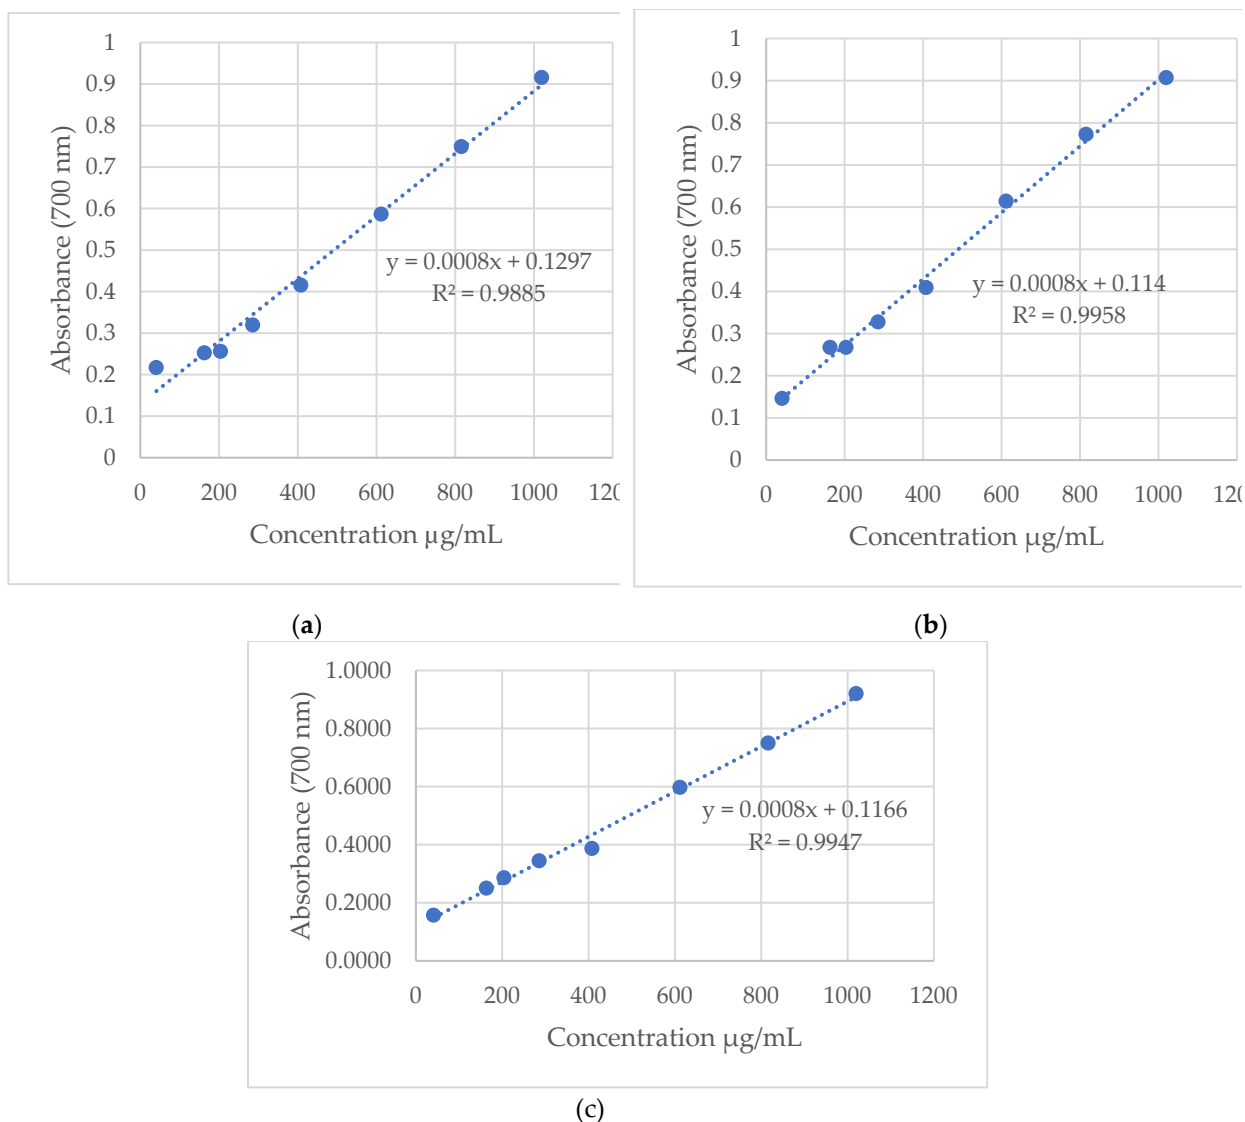 1
0.9
0.8
0.7
0.6
0.5
0.4
0.3
0.2
0.1
0
Absorbance (700 nm)
y = 0.0008x + 0.1297
R² = 0.9885
0 200 400 600 800 1000 120
Concentration µg/mL
(a)
1
0.9
0.8
0.7
0.6
0.5
0.4
0.3
0.2
0.1
0
Absorbance (700 nm)
y = 0.0008x + 0.114
R² = 0.9958
0 200 400 600 800 1000 120
Concentration µg/mL
(b)
1.0000
0.8000
0.6000
0.4000
0.2000
0.0000
Absorbance (700 nm)
y = 0.0008x + 0.1166
R² = 0.9947
0 200 400 600 800 1000 1200
Concentration µg/mL
(c)